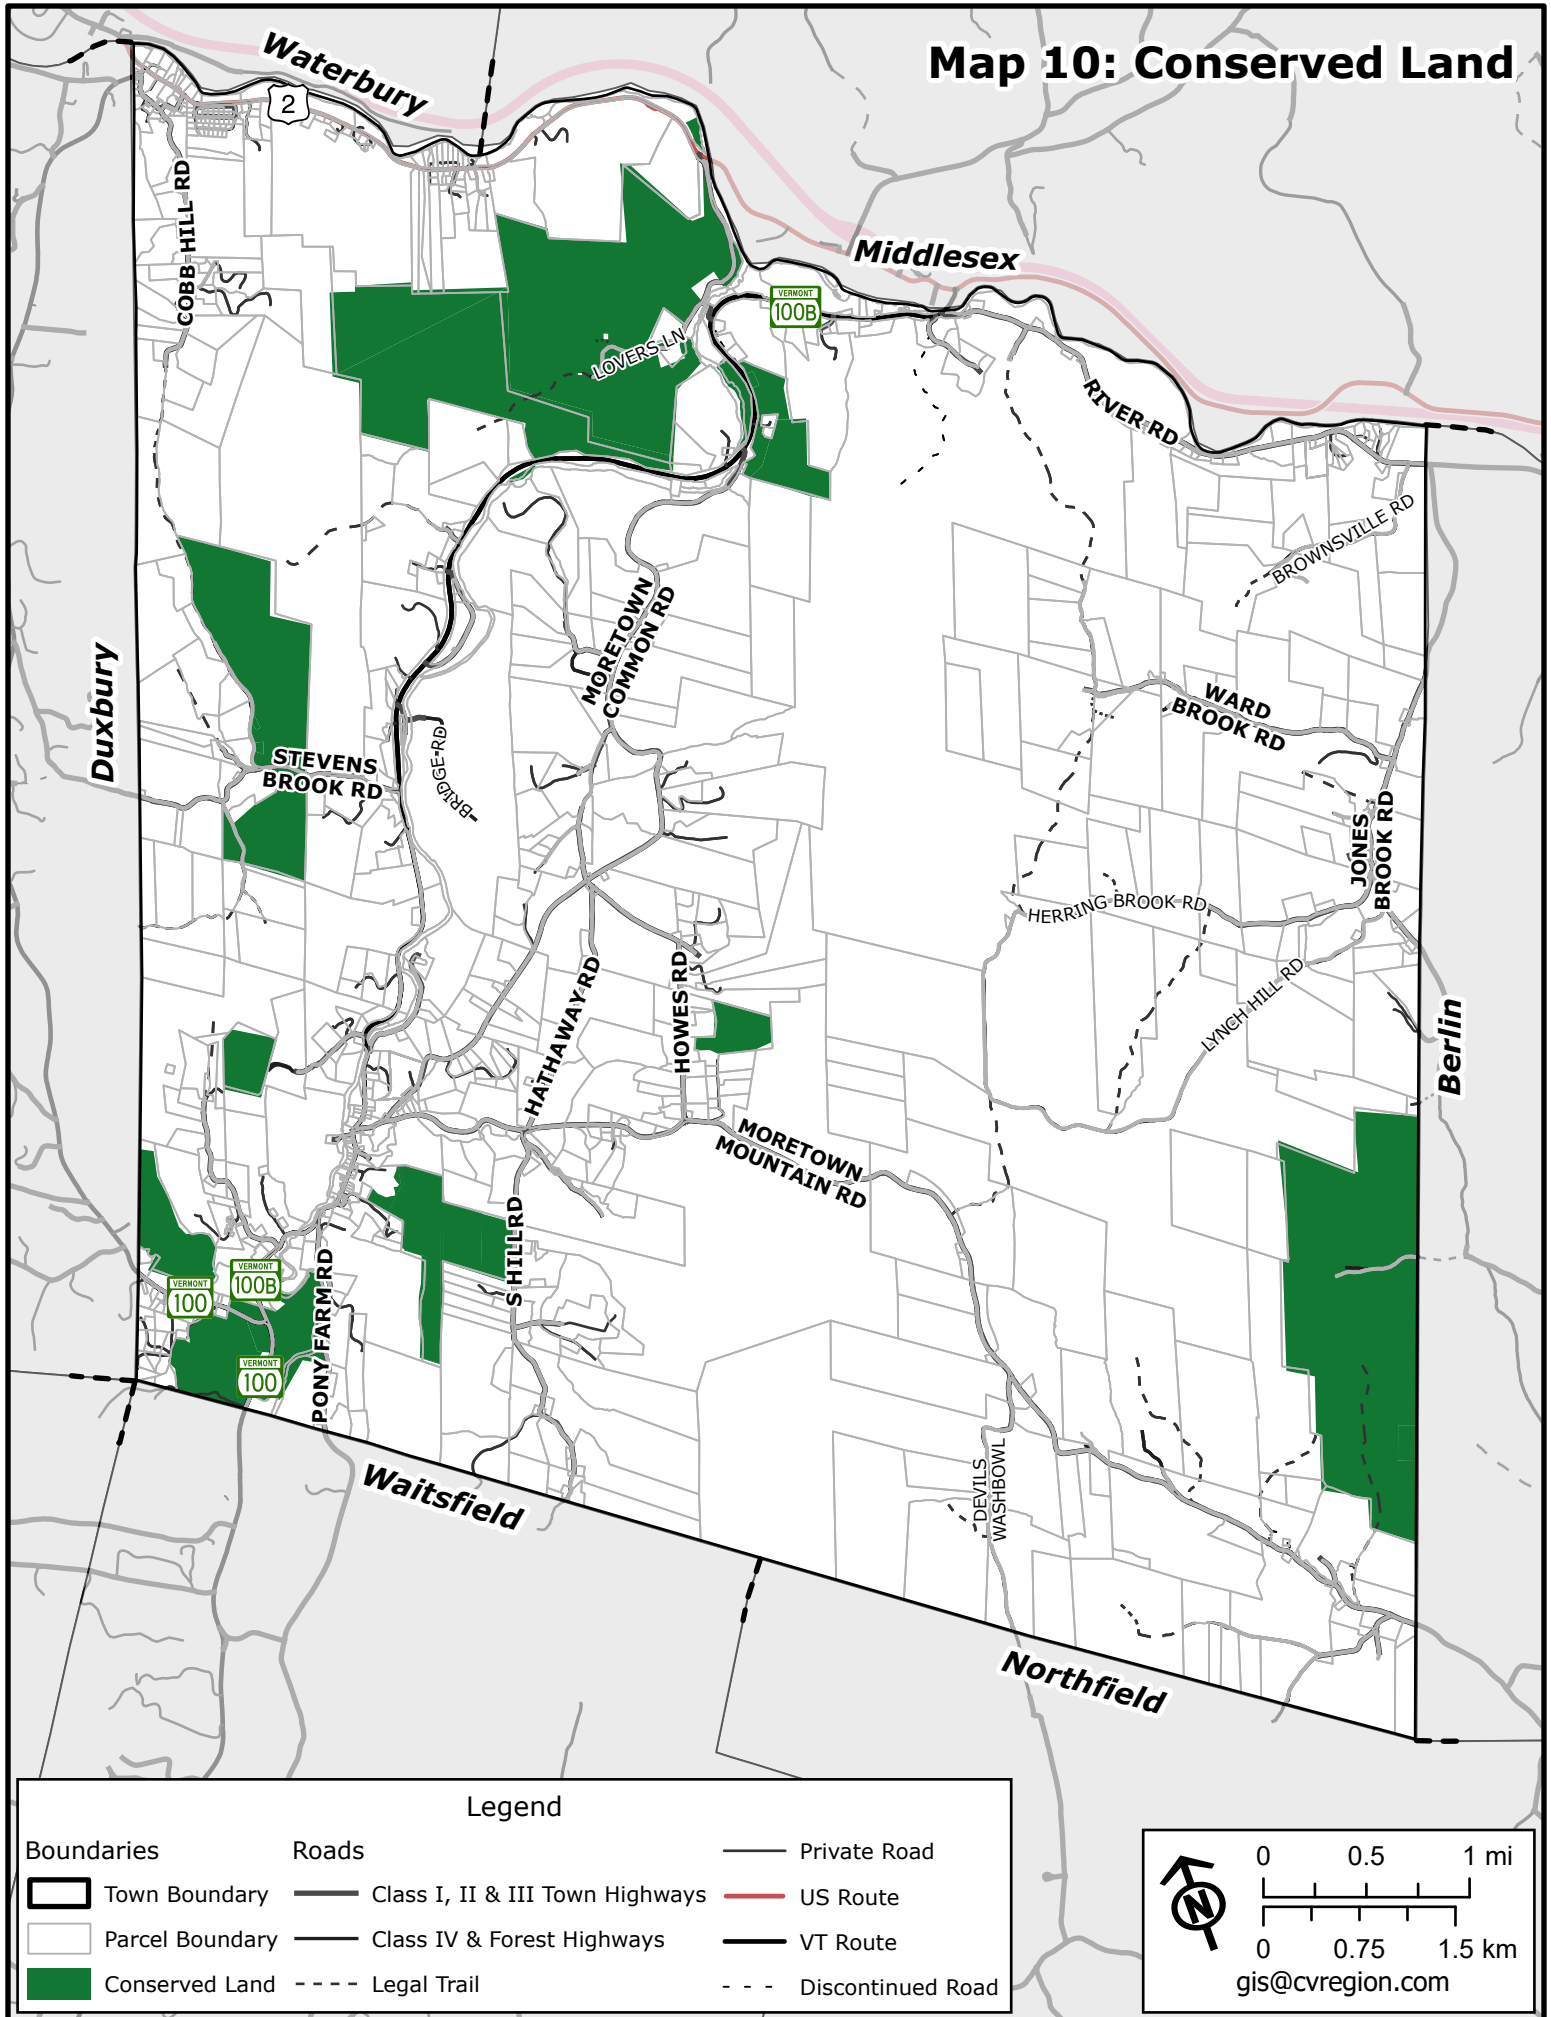 Map 10: Conserved Land
Waterbury
2
Middlesex
COBB HILL RD
VERMONT
100B
LOVERS LN
RIVER RD
BROWNSVILLE RD
MORETOWN
COMMON RD
Duxbury
WARD
BROOK RD
STEVENS
BROOK RD
BRIDGE RD
JONES
BROOK RD
HERRING BROOK RD
HATHAWAY RD
HOWES RD
LYNCH HILL RD
Berlin
MORETOWN
MOUNTAIN RD
S HILL RD
PONY FARM RD
VERMONT
100B
VERMONT
100
VERMONT
100
DEVILS
WASHBOWL
Waitsfield
Northfield
Legend
Boundaries
Town Boundary
Parcel Boundary
Conserved Land
Roads
Class I, II & III Town Highways
Class IV & Forest Highways
Legal Trail
Private Road
US Route
VT Route
Discontinued Road
N
0 0.5 1 mi
0 0.75 1.5 km
gis@cvregion.com